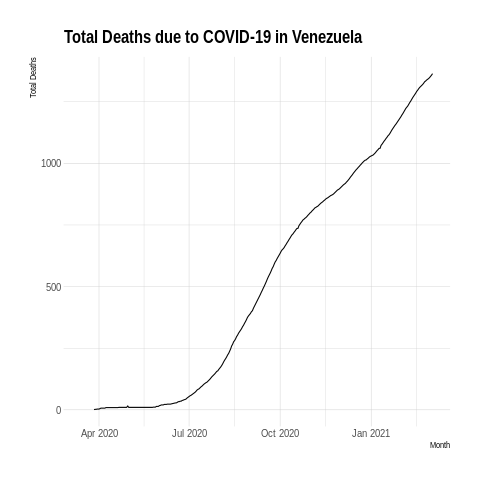 Total Deaths due to COVID-19 in Venezuela
Total Deaths
1000
500
0
Apr 2020
Jul 2020
Oct 2020
Jan 2021
Month